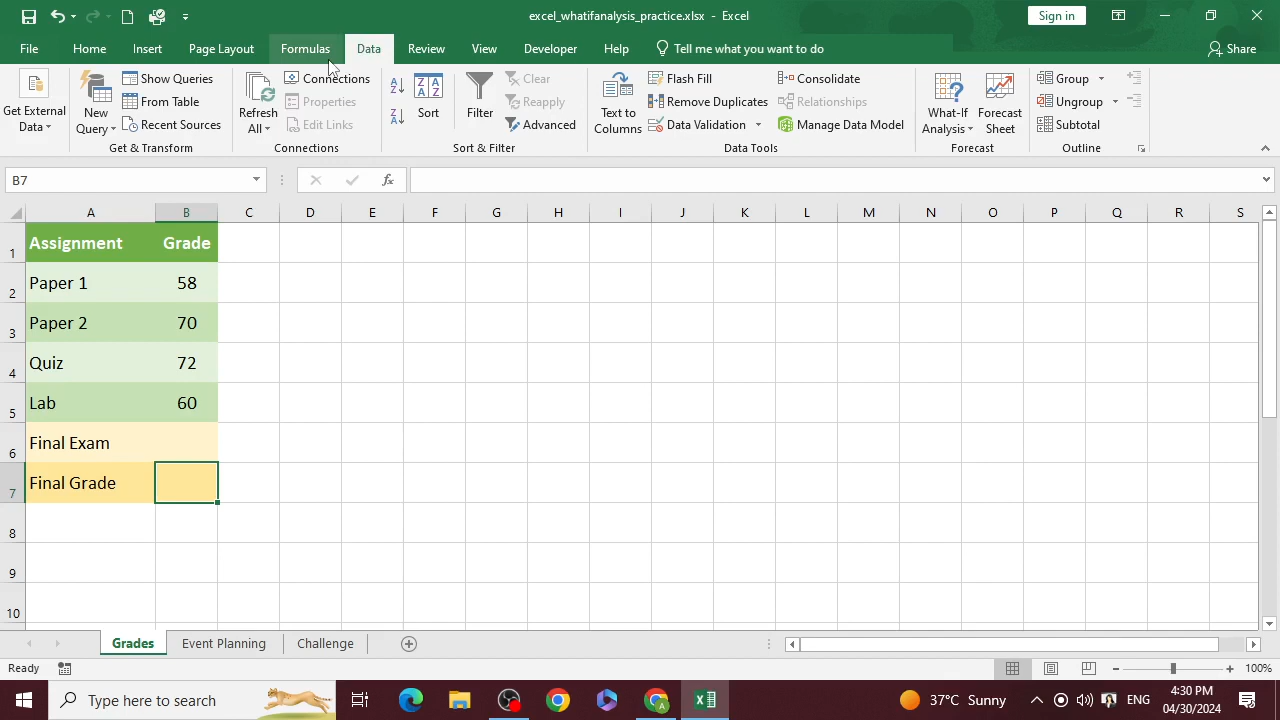 excel_whatifanalysis_practice.xlsx - Excel
Sign in
File Home Insert Page Layout Formulas Data Review View Developer Help Tell me what you want to do Share
Get External Data
New Query
Show Queries
From Table
Recent Sources
Get & Transform
Refresh All
Connections
Properties
Edit Links
Connections
Sort
Filter
Clear
Reapply
Advanced
Sort & Filter
Text to Columns
Flash Fill
Remove Duplicates
Data Validation
Consolidate
Relationships
Manage Data Model
Data Tools
What-If Analysis
Forecast Sheet
Forecast
Group
Ungroup
Subtotal
Outline
B7 fx
A B C D E F G H I J K L M N O P Q R S
1 Assignment Grade
2 Paper 1 58
3 Paper 2 70
4 Quiz 72
5 Lab 60
6 Final Exam
7 Final Grade
8
9
10
Grades Event Planning Challenge
Ready 100%
Type here to search 37°C Sunny ENG 4:30 PM
04/30/2024